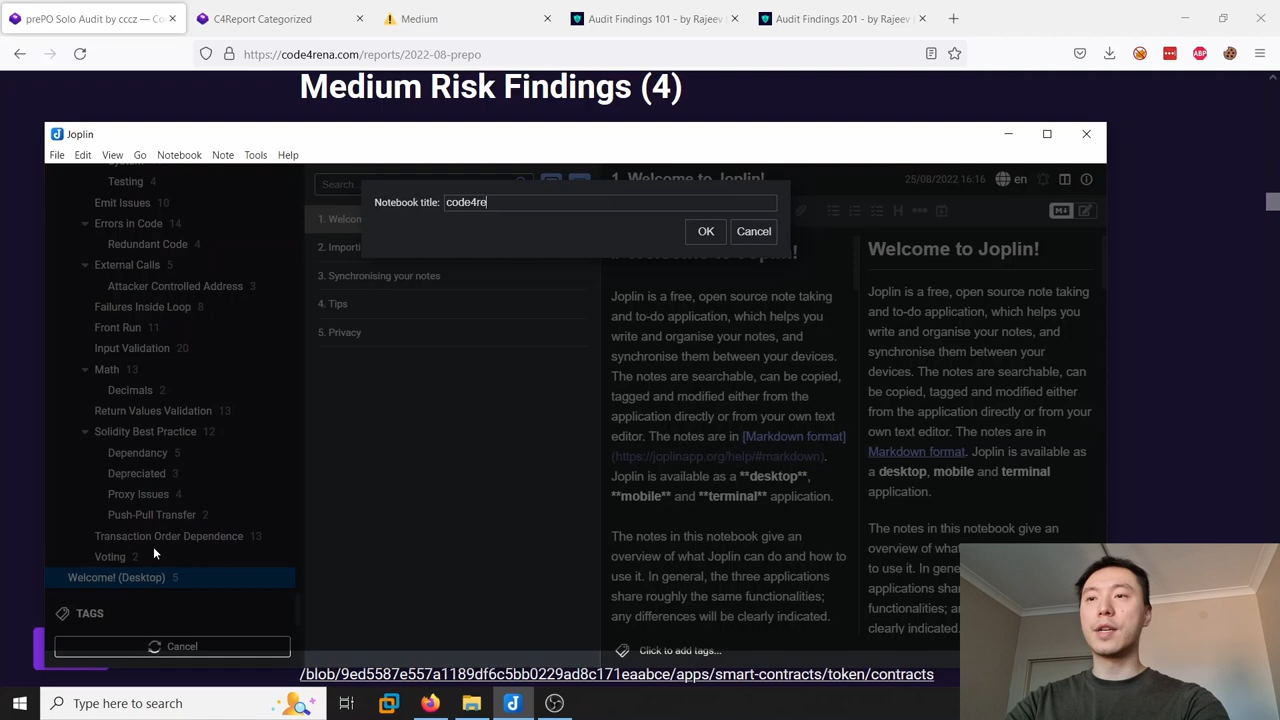 prePO Solo Audit by cccz — Co
C4Report Categorized
Medium
Audit Findings 101 - by Rajeev
Audit Findings 201 - by Rajeev
https://code4rena.com/reports/2022-08-prepo
ABP
Medium Risk Findings (4)
Joplin
File Edit View Go Notebook Note Tools Help
Testing 4
Emit Issues 10
Errors in Code 4
Redundant Code 4
External Calls 5
Attacker Controlled Address 3
Failures Inside Loop 8
Front Run 11
Input Validation 20
Math 13
Decimals 2
Return Values Validation 13
Solidity Best Practice 12
Dependancy 5
Depreciated 3
Proxy Issues 4
Push-Pull Transfer 2
Transaction Order Dependence 13
Voting 2
Welcome! (Desktop) 5
TAGS
Cancel
Search...
1. Welcom
2. Importi
3. Synchronising your notes
4. Tips
5. Privacy
Notebook title: code4re
OK Cancel
1. Welcome to Joplin!
25/08/2022 16:16 en
Joplin is a free, open source note taking
and to-do application, which helps you
write and organise your notes, and
synchronise them between your devices.
The notes are searchable, can be copied,
tagged and modified either from the
application directly or from your own text
editor. The notes are in [Markdown format]
(https://joplinapp.org/help/#markdown).
Joplin is available as a **desktop**,
**mobile** and **terminal** application.
The notes in this notebook give an
overview of what Joplin can do and how to
use it. In general, the three applications
share roughly the same functionalities;
any differences will be clearly indicated.
Click to add tags...
Welcome to Joplin!
Joplin is a free, open source note taking
and to-do application, which helps you
write and organise your notes, and
synchronise them between your
devices. The notes are searchable, can
be copied, tagged and modified either
from the application directly or from
your own text editor. The notes are in
Markdown format. Joplin is available as
a desktop, mobile and terminal
application.
The notes in this notebook give an
overview of what Joplin can do and how
to use it. In general, the three
applications share
functionalities; a
clearly indicated.
/blob/9ed5587e557a1189df6c5bb0229ad8c171eaabce/apps/smart-contracts/token/contracts
Type here to search